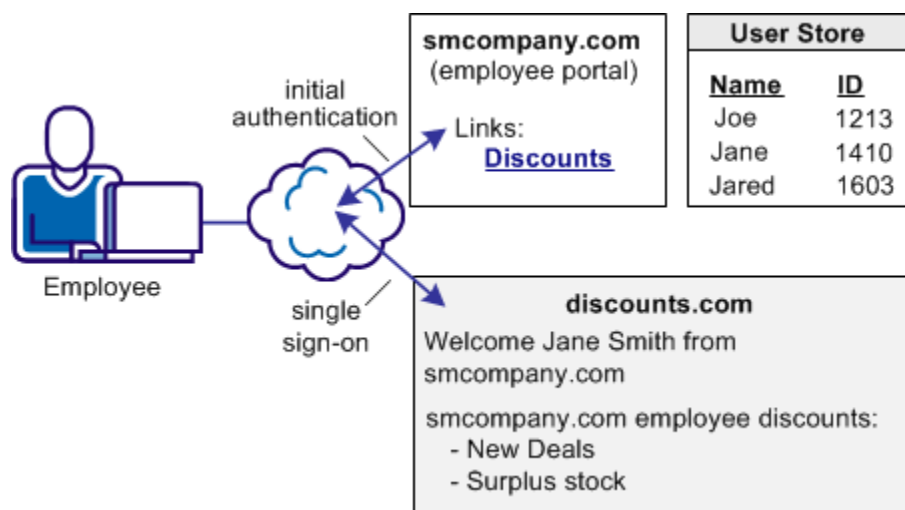 smcompany.com
(employee portal)
Links:
Discounts
User Store
Name ID
Joe 1213
Jane 1410
Jared 1603
initial
authentication
Employee
single
sign-on
discounts.com
Welcome Jane Smith from
smcompany.com
smcompany.com employee discounts:
- New Deals
- Surplus stock